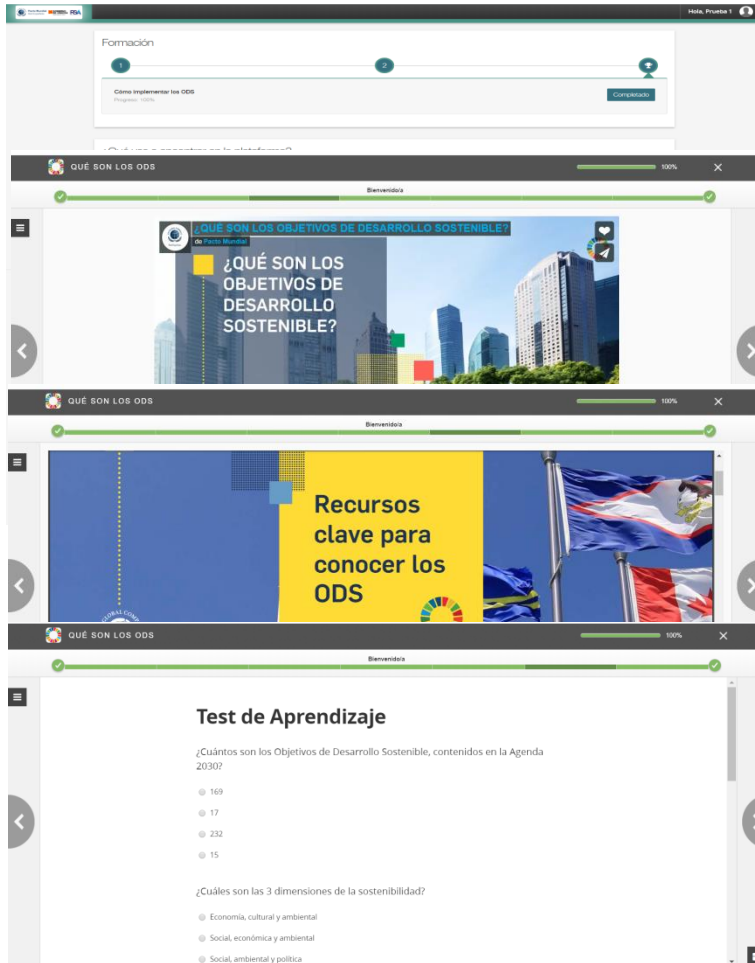 RSA
Hola, Prueba 1
Formación
1
2
Cómo implementar los ODS
Progreso: 100%
Completado
QUÉ SON LOS ODS
100%
Bienvenido/a
¿QUÉ SON LOS OBJETIVOS DE DESARROLLO SOSTENIBLE?
de Pacto Mundial
¿QUÉ SON LOS
OBJETIVOS DE
DESARROLLO
SOSTENIBLE?
QUÉ SON LOS ODS
100%
Bienvenido/a
Recursos
clave para
conocer los
ODS
QUÉ SON LOS ODS
100%
Bienvenido/a
Test de Aprendizaje
¿Cuántos son los Objetivos de Desarrollo Sostenible, contenidos en la Agenda
2030?
169
17
232
15
¿Cuáles son las 3 dimensiones de la sostenibilidad?
Economía, cultural y ambiental
Social, económica y ambiental
Social, ambiental y política